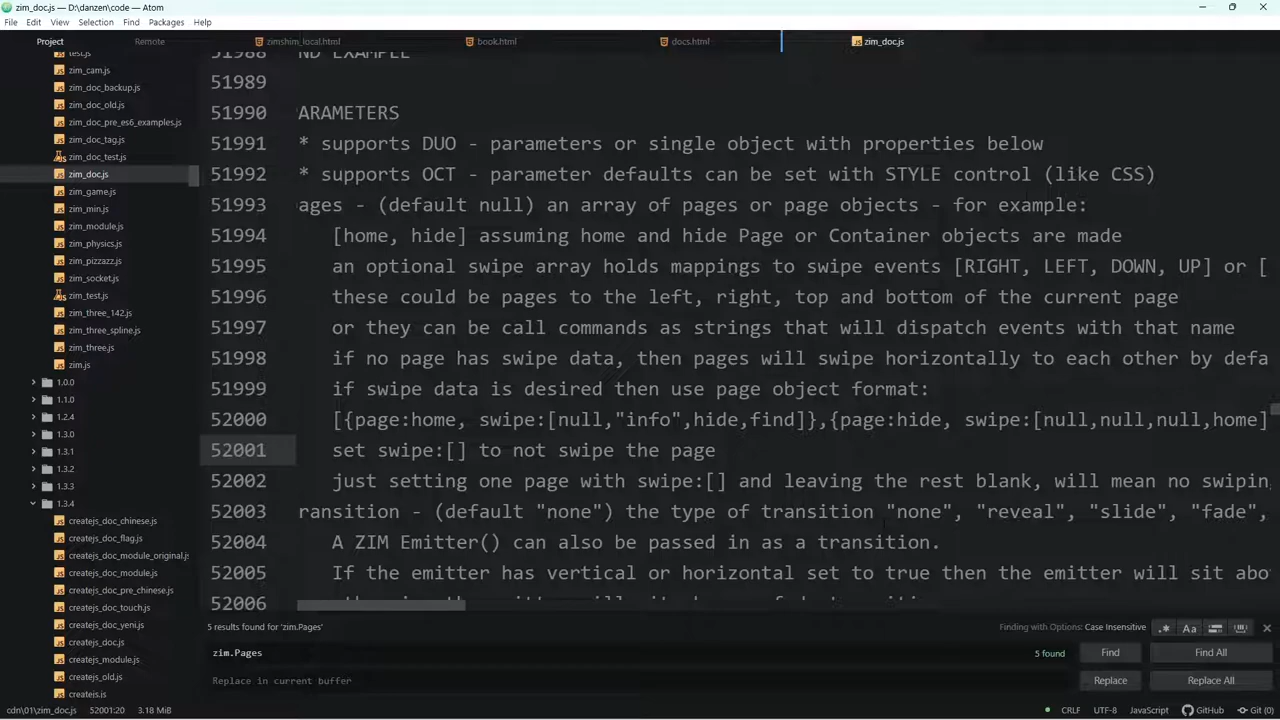 zim_doc.js — D:\danzen\code — Atom
File Edit View Selection Find Packages Help
Project Remote zimshim_local.html book.html docs.html zim_doc.js
test.js
zim_cam.js
zim_doc_backup.js
zim_doc_old.js
zim_doc_pre_es6_examples.js
zim_doc_tag.js
zim_doc_test.js
zim_doc.js
zim_game.js
zim_min.js
zim_module.js
zim_physics.js
zim_pizzazz.js
zim_socket.js
zim_test.js
zim_three_142.js
zim_three_spline.js
zim_three.js
zim.js
1.0.0
1.1.0
1.2.4
1.3.0
1.3.1
1.3.2
1.3.3
1.3.4
createjs_doc_chinese.js
createjs_doc_flag.js
createjs_doc_module_original.js
createjs_doc_module.js
createjs_doc_pre_chinese.js
createjs_doc_touch.js
createjs_doc_yeni.js
createjs_doc.js
createjs_module.js
createjs_old.js
createjs.js
51988 ND EXAMPLE
51989
51990 ARAMETERS
51991 * supports DUO - parameters or single object with properties below
51992 * supports OCT - parameter defaults can be set with STYLE control (like CSS)
51993 ages - (default null) an array of pages or page objects - for example:
51994 [home, hide] assuming home and hide Page or Container objects are made
51995 an optional swipe array holds mappings to swipe events [RIGHT, LEFT, DOWN, UP] or [
51996 these could be pages to the left, right, top and bottom of the current page
51997 or they can be call commands as strings that will dispatch events with that name
51998 if no page has swipe data, then pages will swipe horizontally to each other by defa
51999 if swipe data is desired then use page object format:
52000 [{page:home, swipe:[null,"info",hide,find]},{page:hide, swipe:[null,null,null,home]
52001 set swipe:[] to not swipe the page
52002 just setting one page with swipe:[] and leaving the rest blank, will mean no swipin
52003 ransition - (default "none") the type of transition "none", "reveal", "slide", "fade",
52004 A ZIM Emitter() can also be passed in as a transition.
52005 If the emitter has vertical or horizontal set to true then the emitter will sit abo
52006
5 results found for 'zim.Pages' Finding with Options: Case Insensitive .* Aa
zim.Pages 5 found Find Find All
Replace in current buffer Replace Replace All
cdn\01\zim_doc.js 52001:20 3.18 MiB CRLF UTF-8 JavaScript GitHub Git (0)